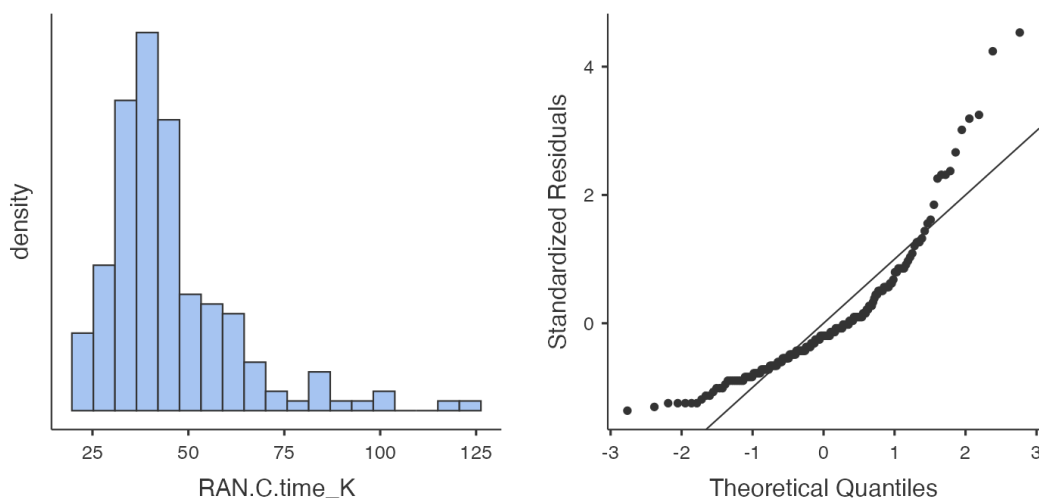 density
25 50 75 100 125
RAN.C.time_K
Standardized Residuals
4
2
0
-3 -2 -1 0 1 2 3
Theoretical Quantiles